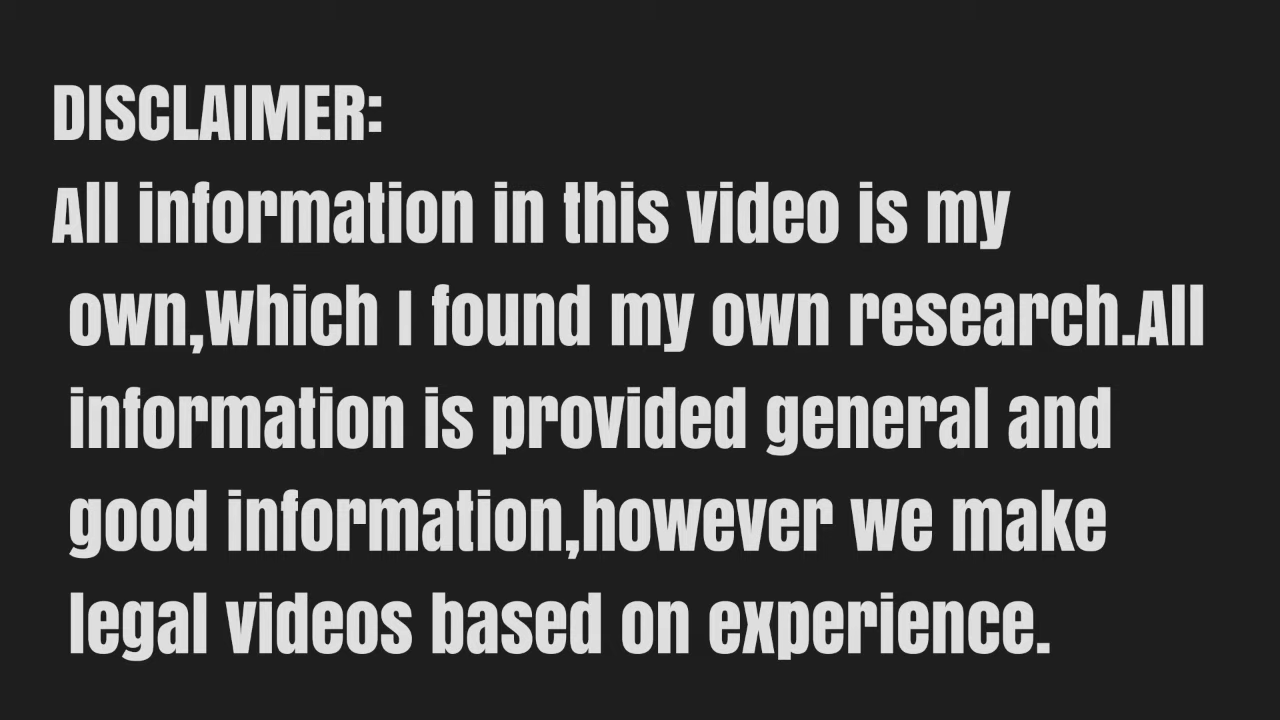 DISCLAIMER:
All information in this video is my
own,Which I found my own research.All
information is provided general and
good information,however we make
legal videos based on experience.